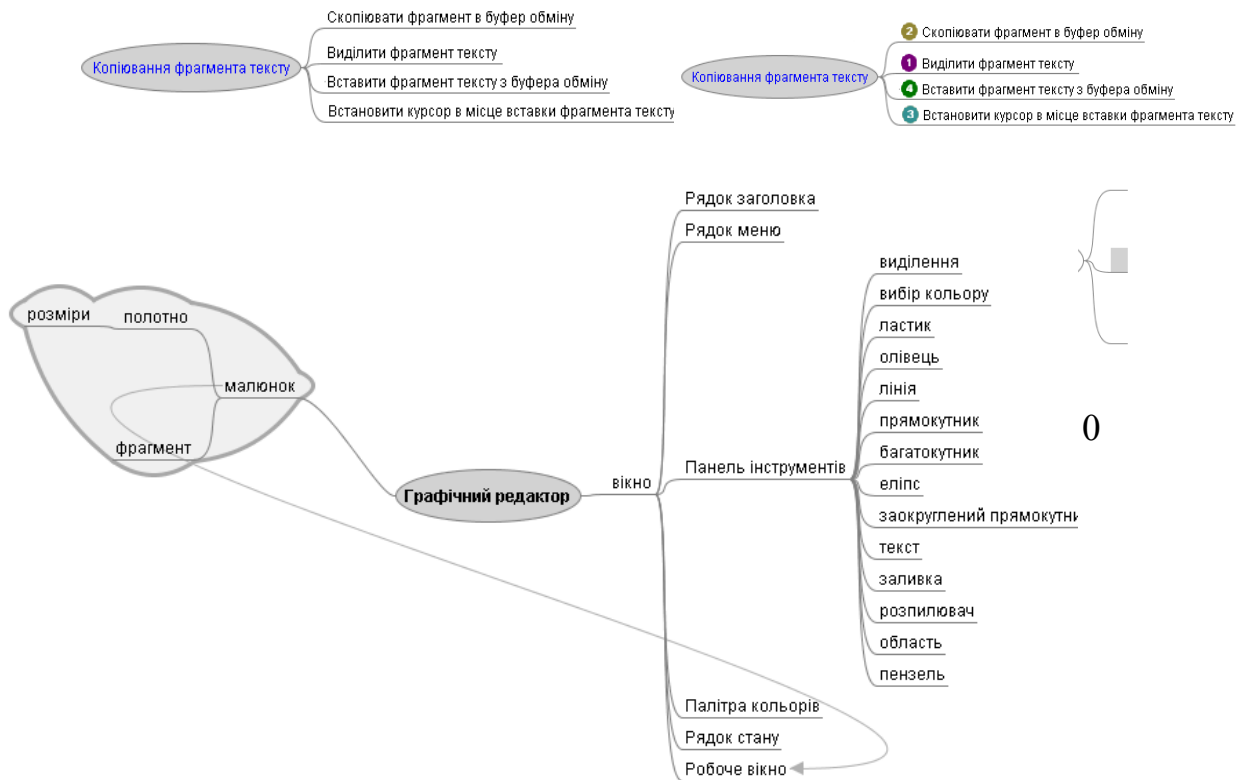 Скопіювати фрагмент в буфер обміну
Виділити фрагмент тексту
Копіювання фрагмента тексту
Вставити фрагмент тексту з буфера обміну
Встановити курсор в місце вставки фрагмента тексту
2 Скопіювати фрагмент в буфер обміну
1 Виділити фрагмент тексту
Копіювання фрагмента тексту
4 Вставити фрагмент тексту з буфера обміну
3 Встановити курсор в місце вставки фрагмента тексту
розміри
полотно
малюнок
фрагмент
Графічний редактор
вікно
Рядок заголовка
Рядок меню
Панель інструментів
виділення
вибір кольору
ластик
олівець
лінія
прямокутник
багатокутник
еліпс
заокруглений прямокутни
текст
заливка
розпилювач
область
пензель
Палітра кольорів
Рядок стану
Робоче вікно
0